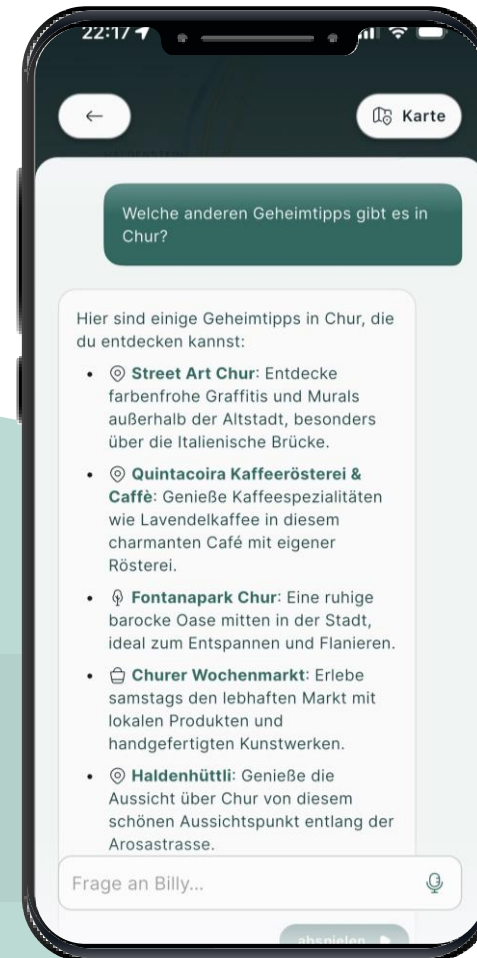 22:17
Karte
Welche anderen Geheimtipps gibt es in
Chur?
Hier sind einige Geheimtipps in Chur, die
du entdecken kannst:
• Street Art Chur: Entdecke
farbenfrohe Graffitis und Murals
außerhalb der Altstadt, besonders
über die Italienische Brücke.
• Quintacoira Kaffeerösterei &
Caffè: Genieße Kaffeespezialitäten
wie Lavendelkaffee in diesem
charmanten Café mit eigener
Rösterei.
• Fontanapark Chur: Eine ruhige
barocke Oase mitten in der Stadt,
ideal zum Entspannen und Flanieren.
• Churer Wochenmarkt: Erlebe
samstags den lebhaften Markt mit
lokalen Produkten und
handgefertigten Kunstwerken.
• Haldenhüttli: Genieße die
Aussicht über Chur von diesem
schönen Aussichtspunkt entlang der
Arosastrasse.
Frage an Billy...
abspielen